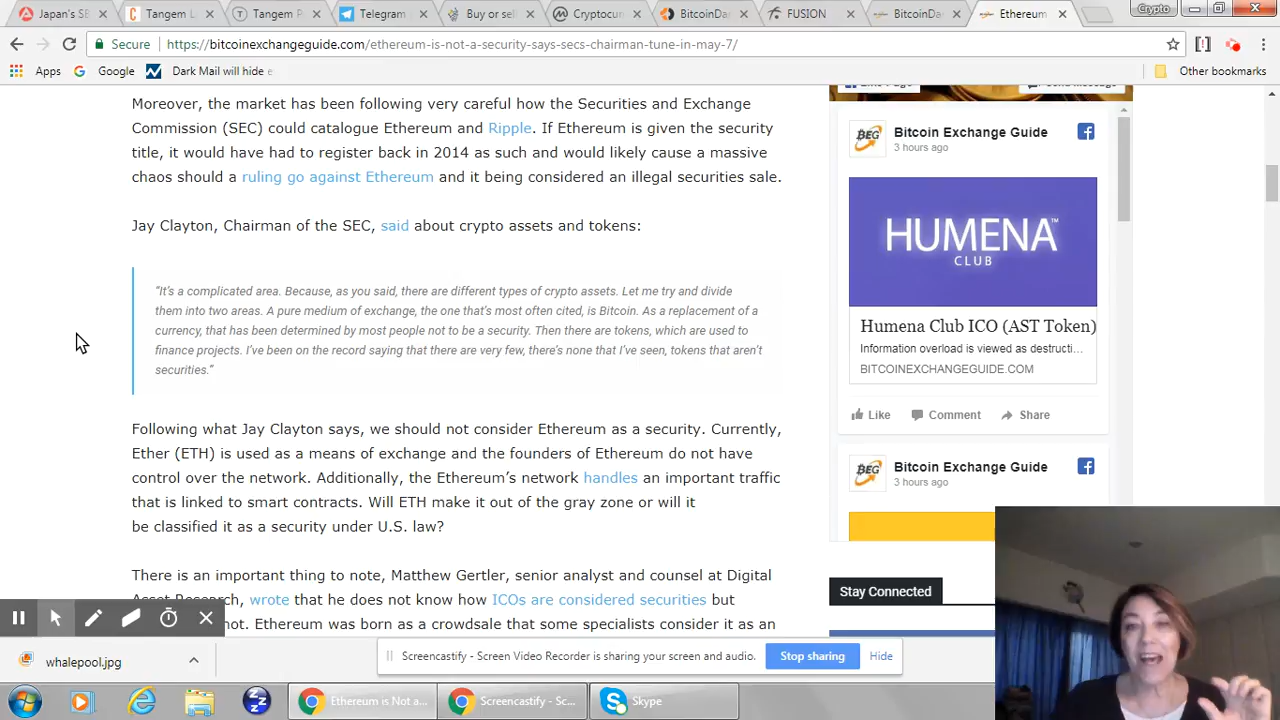 Japan's SB
Tangem L
Tangem P
Telegram
Buy or sel
Cryptocur
BitcoinDa
FUSION
BitcoinDa
Ethereum
Crypto
Secure
https://bitcoinexchangeguide.com/ethereum-is-not-a-security-says-secs-chairman-tune-in-may-7/
Apps
Google
Dark Mail will hide e
Other bookmarks
Moreover, the market has been following very careful how the Securities and Exchange
Commission (SEC) could catalogue Ethereum and Ripple. If Ethereum is given the security
title, it would have had to register back in 2014 as such and would likely cause a massive
chaos should a ruling go against Ethereum and it being considered an illegal securities sale.
Jay Clayton, Chairman of the SEC, said about crypto assets and tokens:
"It's a complicated area. Because, as you said, there are different types of crypto assets. Let me try and divide
them into two areas. A pure medium of exchange, the one that's most often cited, is Bitcoin. As a replacement of a
currency, that has been determined by most people not to be a security. Then there are tokens, which are used to
finance projects. I've been on the record saying that there are very few, there's none that I've seen, tokens that aren't
securities."
Following what Jay Clayton says, we should not consider Ethereum as a security. Currently,
Ether (ETH) is used as a means of exchange and the founders of Ethereum do not have
control over the network. Additionary, the Ethereum's network handles an important traffic
that is linked to smart contracts. Will ETH make it out of the gray zone or will it
be classified it as a security under U.S. law?
There is an important thing to note, Matthew Gertler, senior analyst and counsel at Digital
Research, wrote that he does not know how ICOs are considered securities but
not. Ethereum was born as a crowdsale that some specialists consider it as an
BEG
Bitcoin Exchange Guide
3 hours ago
HUMENA™
CLUB
Humena Club ICO (AST Token)
Information overload is viewed as destructi...
BITCOINEXCHANGEGUIDE.COM
Like
Comment
Share
BEG
Bitcoin Exchange Guide
3 hours ago
Stay Connected
whalepool.jpg
Screencastify - Screen Video Recorder is sharing your screen and audio.
Stop sharing
Hide
Ethereum is Not a...
Screencastify - Sc...
Skype